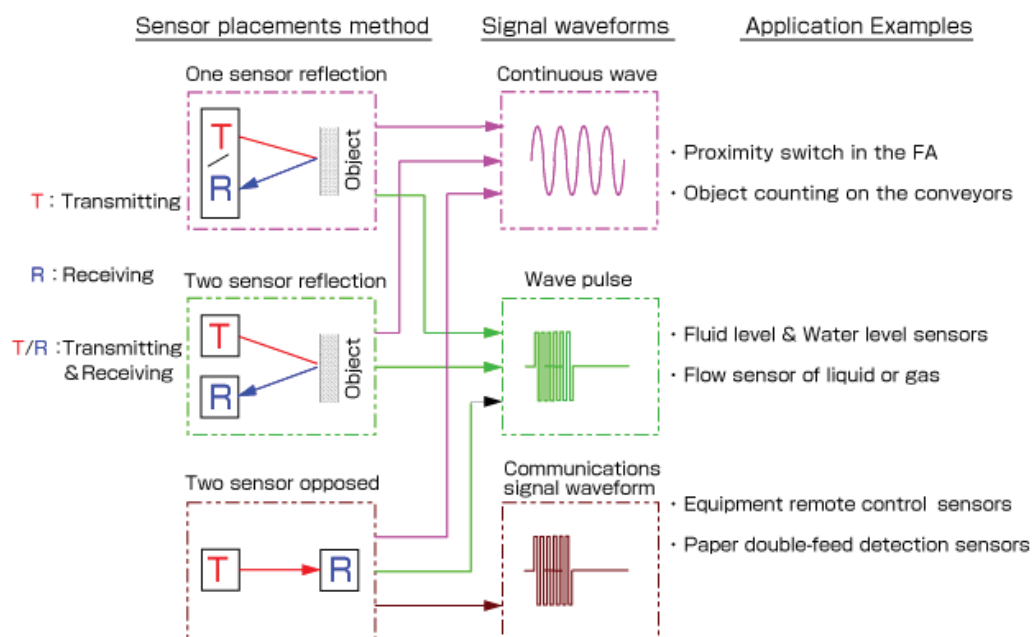 Sensor placements method
Signal waveforms
Application Examples
One sensor reflection
T
/
R
Object
Continuous wave
・Proximity switch in the FA
・Object counting on the conveyors
T : Transmitting
R : Receiving
T/R : Transmitting
& Receiving
Two sensor reflection
T
R
Object
Wave pulse
・Fluid level & Water level sensors
・Flow sensor of liquid or gas
Two sensor opposed
T
R
Communications
signal waveform
・Equipment remote control sensors
・Paper double-feed detection sensors